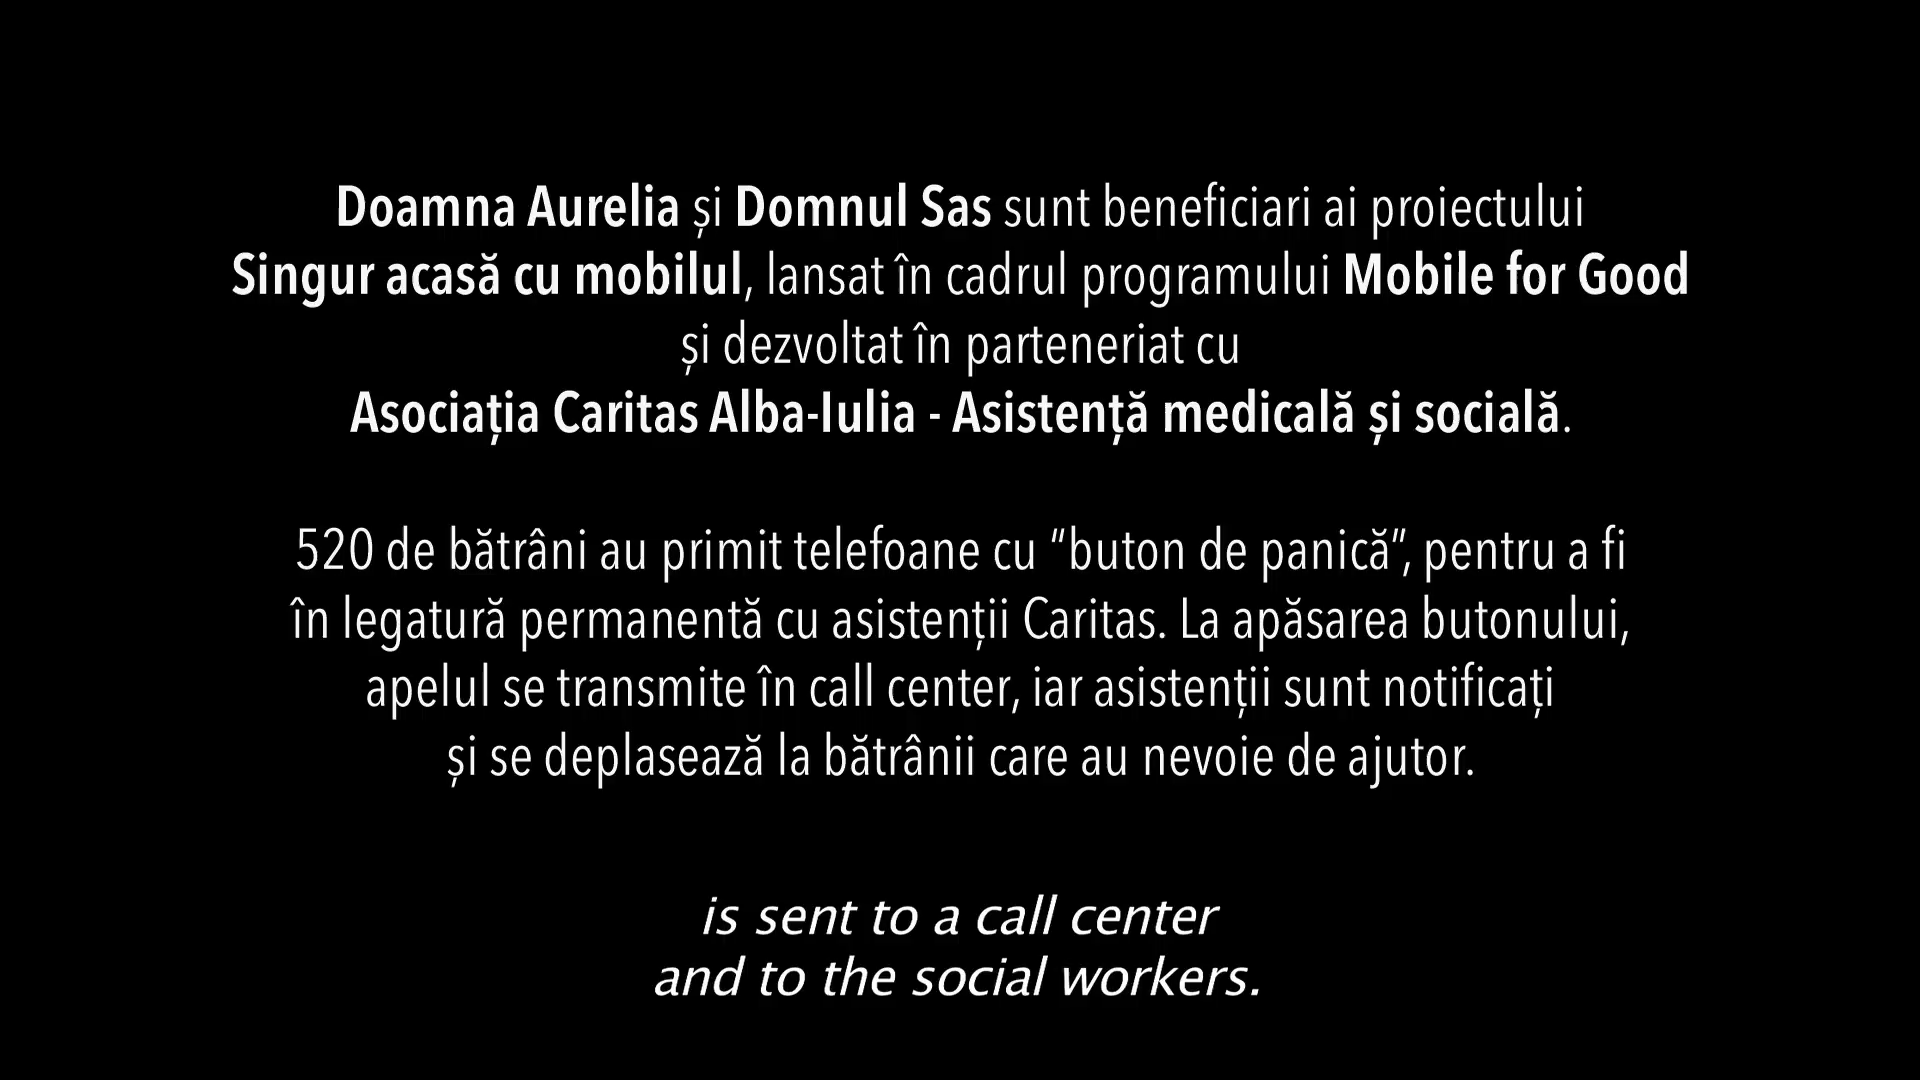 Doamna Aurelia și Domnul Sas sunt beneficiari ai proiectului
Singur acasă cu mobilul, lansat în cadrul programului Mobile for Good
și dezvoltat în parteneriat cu
Asociația Caritas Alba-Iulia - Asistență medicală și socială.
520 de bătrâni au primit telefoane cu “buton de panică”, pentru a fi
în legatură permanentă cu asistenții Caritas. La apăsarea butonului,
apelul se transmite în call center, iar asistenții sunt notificați
și se deplasează la bătrânii care au nevoie de ajutor.
is sent to a call center
and to the social workers.